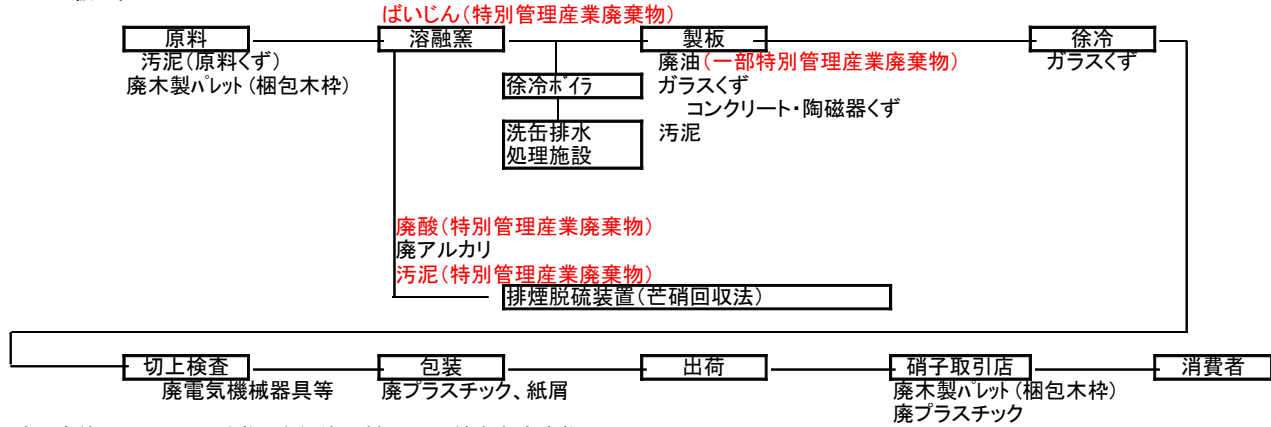 ばいじん（特別管理産業廃棄物）
原料
溶融窯
製板
徐冷
汚泥（原料くず）
廃木製ﾊﾟﾚｯﾄ（梱包木枠）
廃油（一部特別管理産業廃棄物）
ガラスくず
コンクリート・陶磁器くず
汚泥
ガラスくず
徐冷ﾎﾞｲﾗ
洗缶排水
処理施設
廃酸（特別管理産業廃棄物）
廃アルカリ
汚泥（特別管理産業廃棄物）
排煙脱硫装置（芒硝回収法）
切上検査
包装
出荷
硝子取引店
消費者
廃電気機械器具等
廃プラスチック、紙屑
廃木製ﾊﾟﾚｯﾄ（梱包木枠）
廃プラスチック